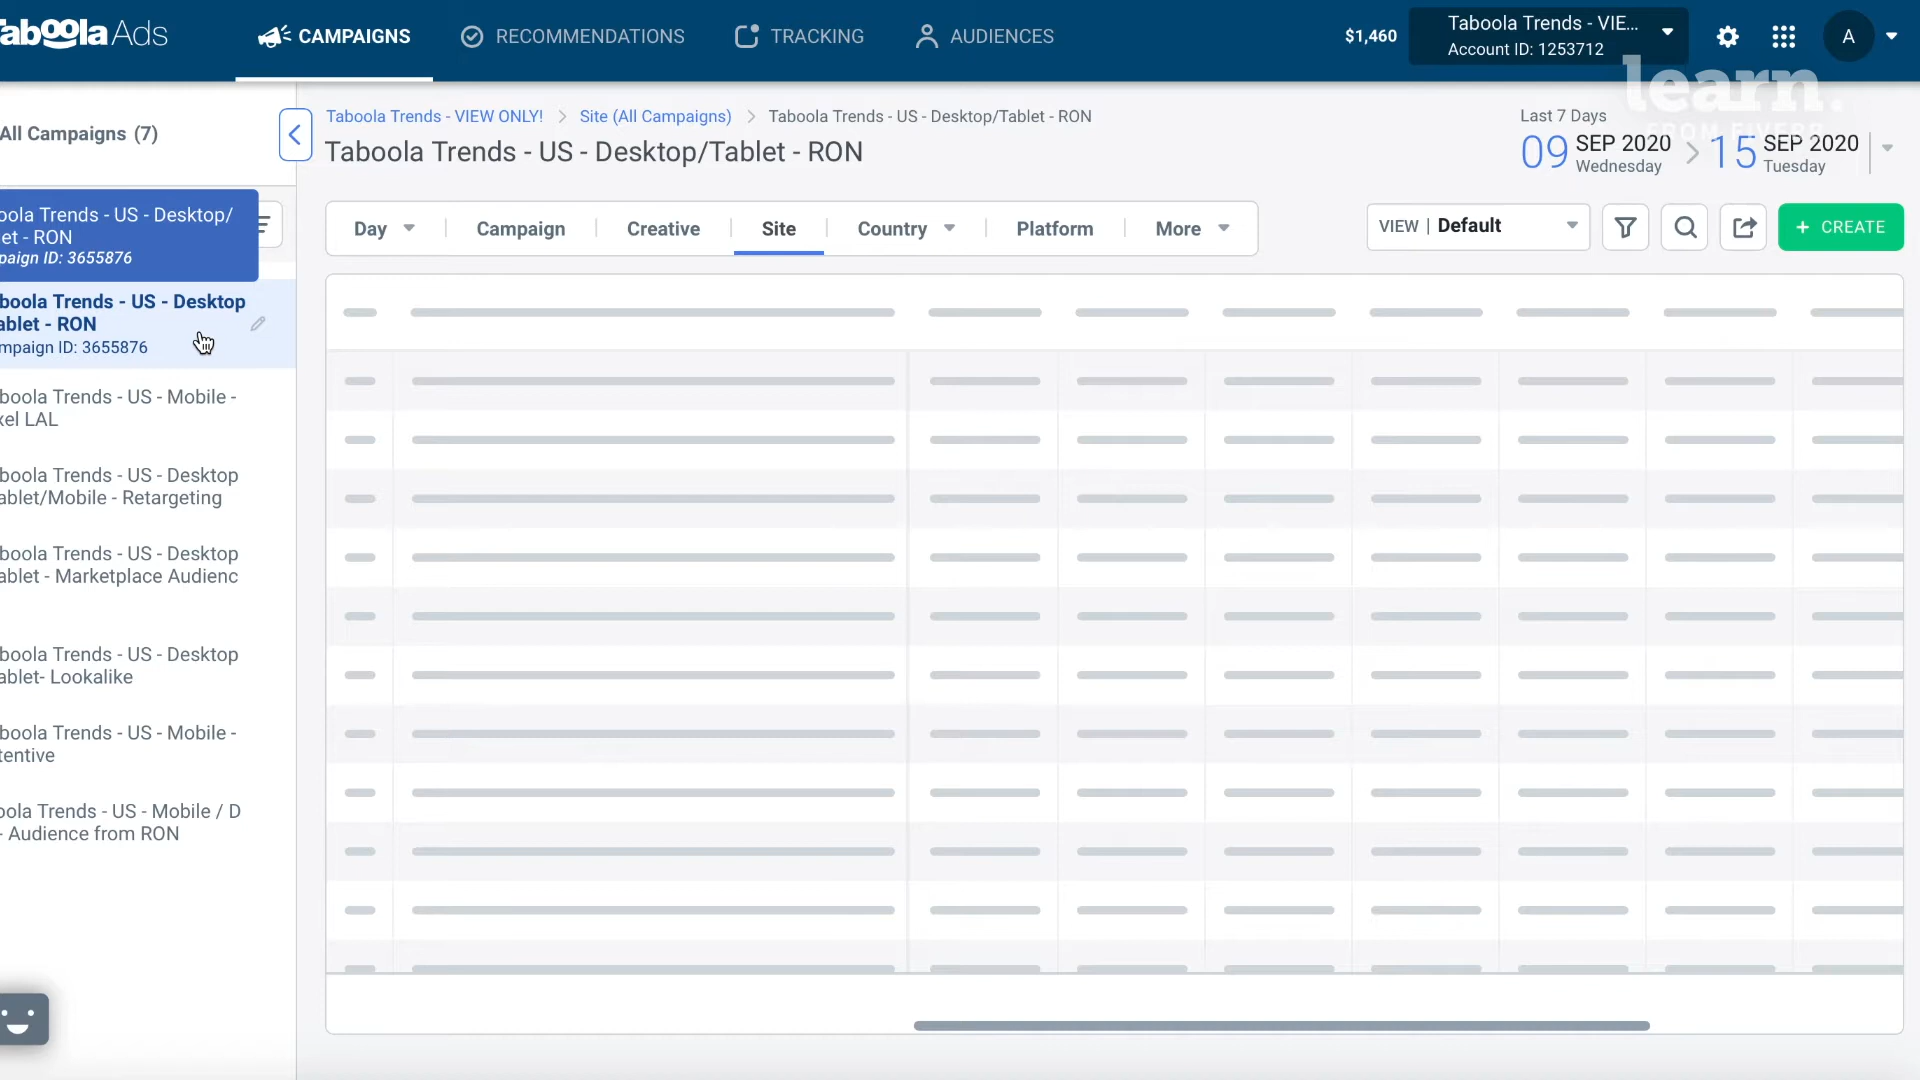 Taboola Ads
CAMPAIGNS
RECOMMENDATIONS
TRACKING
AUDIENCES
$1,460
Taboola Trends - VIE...
Account ID: 1253712
A
learn.
FROM FIVERR
All Campaigns (7)
Taboola Trends - VIEW ONLY!
Site (All Campaigns)
Taboola Trends - US - Desktop/Tablet - RON
Taboola Trends - US - Desktop/Tablet - RON
Last 7 Days
09 SEP 2020 Wednesday
15 SEP 2020 Tuesday
Day
Campaign
Creative
Site
Country
Platform
More
VIEW | Default
+ CREATE
oola Trends - US - Desktop/
et - RON
paign ID: 3655876
boola Trends - US - Desktop
ablet - RON
mpaign ID: 3655876
boola Trends - US - Mobile -
xel LAL
boola Trends - US - Desktop
ablet/Mobile - Retargeting
boola Trends - US - Desktop
ablet - Marketplace Audienc
boola Trends - US - Desktop
ablet- Lookalike
boola Trends - US - Mobile -
tentive
oola Trends - US - Mobile / D
- Audience from RON